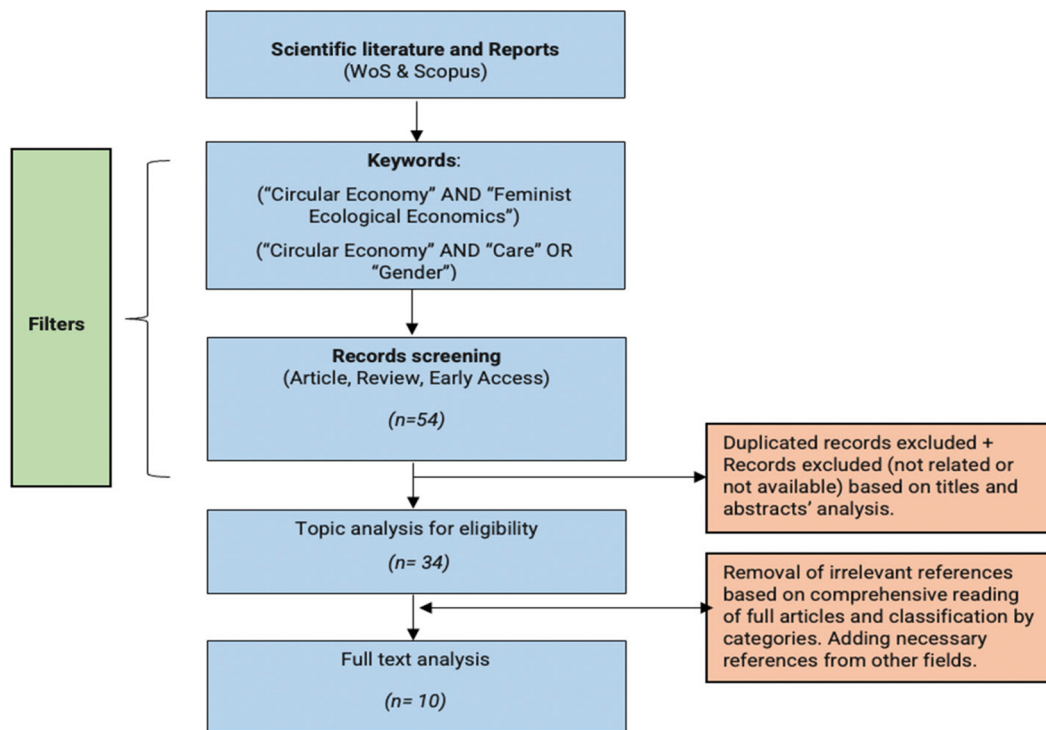 Scientific literature and Reports
(WoS & Scopus)
Filters
Keywords:
(“Circular Economy” AND “Feminist
Ecological Economics”)
(“Circular Economy” AND “Care” OR
“Gender”)
Records screening
(Article, Review, Early Access)
(n=54)
Duplicated records excluded +
Records excluded (not related or
not available) based on titles and
abstracts’ analysis.
Topic analysis for eligibility
(n= 34)
Removal of irrelevant references
based on comprehensive reading
of full articles and classification by
categories. Adding necessary
references from other fields.
Full text analysis
(n= 10)